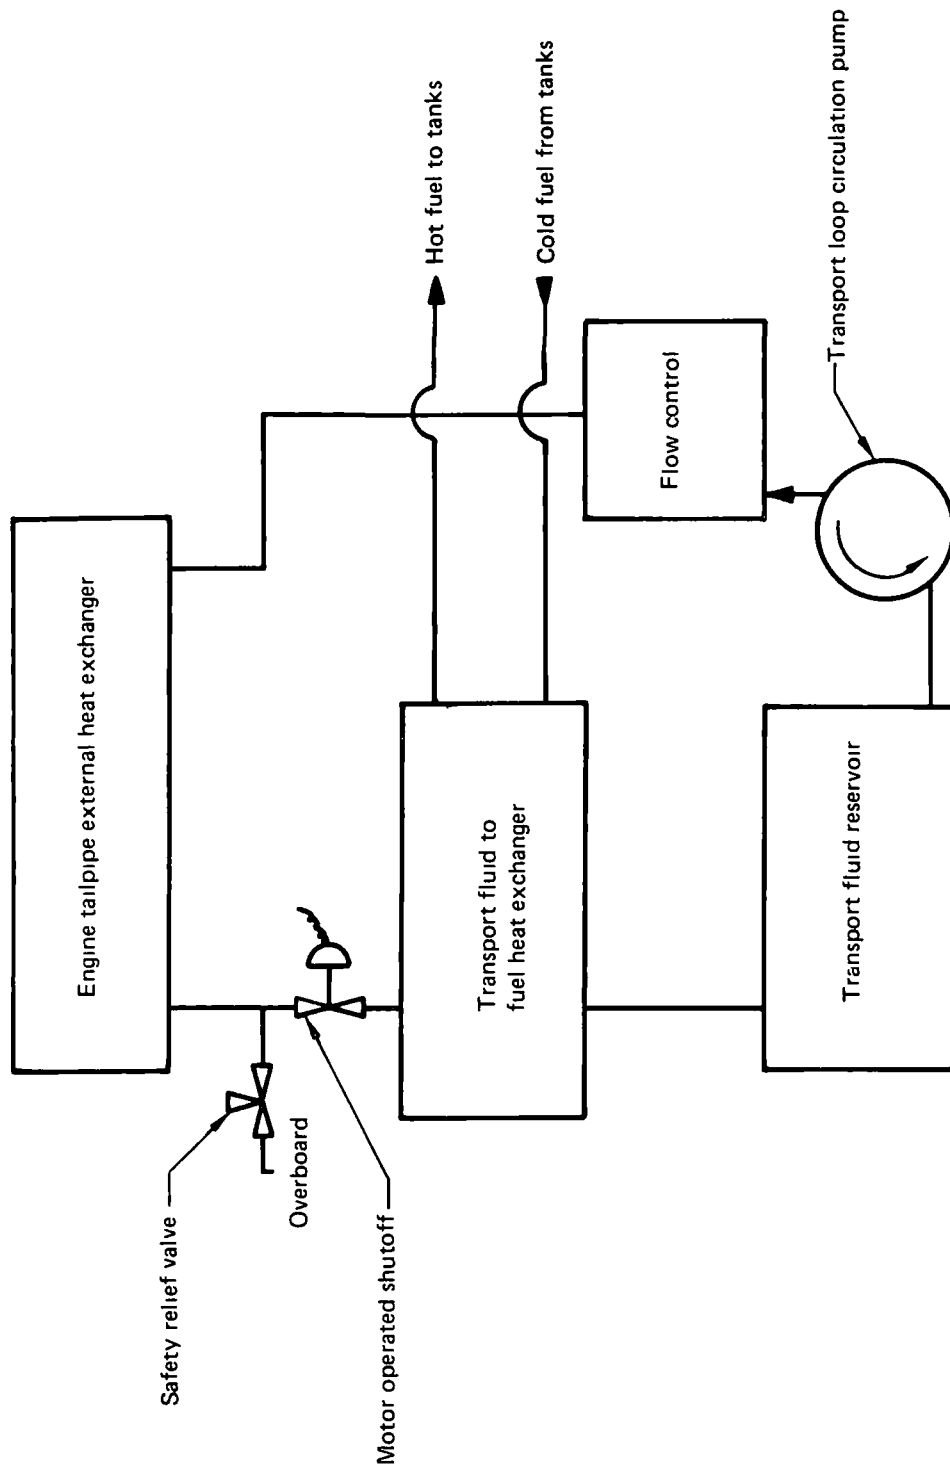 Engine tailpipe external heat exchanger
Safety relief valve
Overboard
Motor operated shutoff
Hot fuel to tanks
Cold fuel from tanks
Transport fluid to
fuel heat exchanger
Flow control
Transport loop circulation pump
Transport fluid reservoir